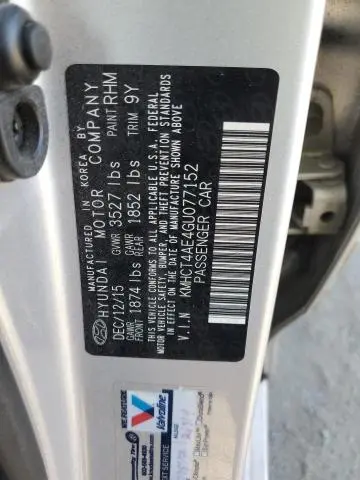 MANUFACTURED IN KOREA BY
HYUNDAI MOTOR COMPANY
DEC/12/15 GVWR 3527 lbs PAINT RHM
GAWR FRONT 1874 lbs GAWR REAR 1852 lbs TRIM 9Y
THIS VEHICLE CONFORMS TO ALL APPLICABLE U.S.A. FEDERAL
MOTOR VEHICLE SAFETY, BUMPER, AND THEFT PREVENTION STANDARDS
IN EFFECT ON THE DATE OF MANUFACTURE SHOWN ABOVE
V.I.N KMHCT4AE4GU077152
PASSENGER CAR
WE FEATURE
Valvoline